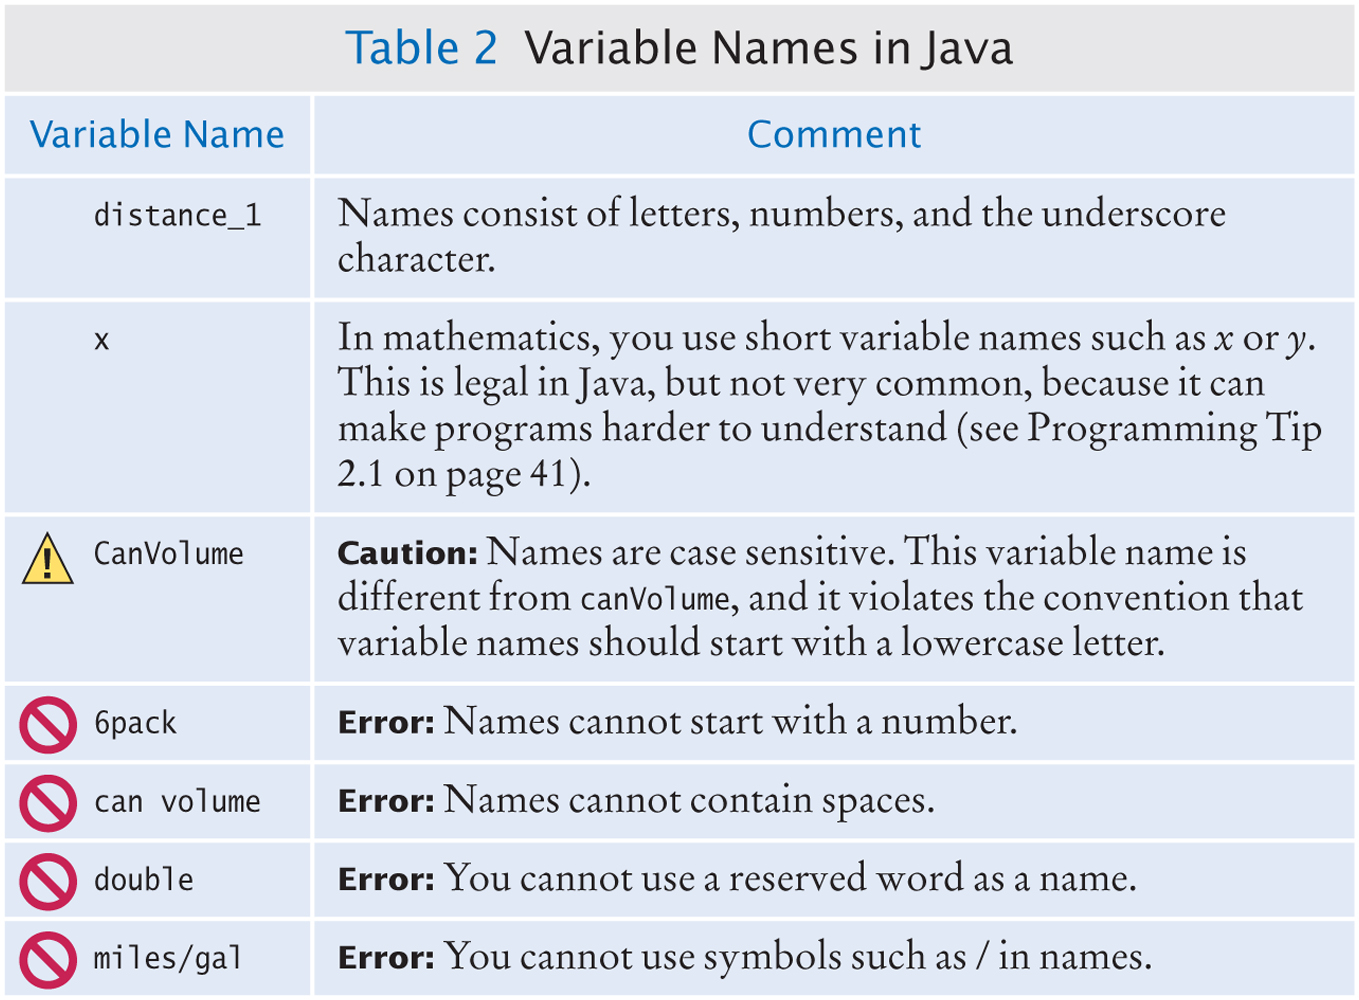 Table 2 Variable Names in Java
Variable Name
Comment
distance_1
Names consist of letters, numbers, and the underscore
character.
x
In mathematics, you use short variable names such as x or y.
This is legal in Java, but not very common, because it can
make programs harder to understand (see Programming Tip
2.1 on page 41).
CanVolume
Caution: Names are case sensitive. This variable name is
different from canVolume, and it violates the convention that
variable names should start with a lowercase letter.
6pack
Error: Names cannot start with a number.
can volume
Error: Names cannot contain spaces.
double
Error: You cannot use a reserved word as a name.
miles/gal
Error: You cannot use symbols such as / in names.